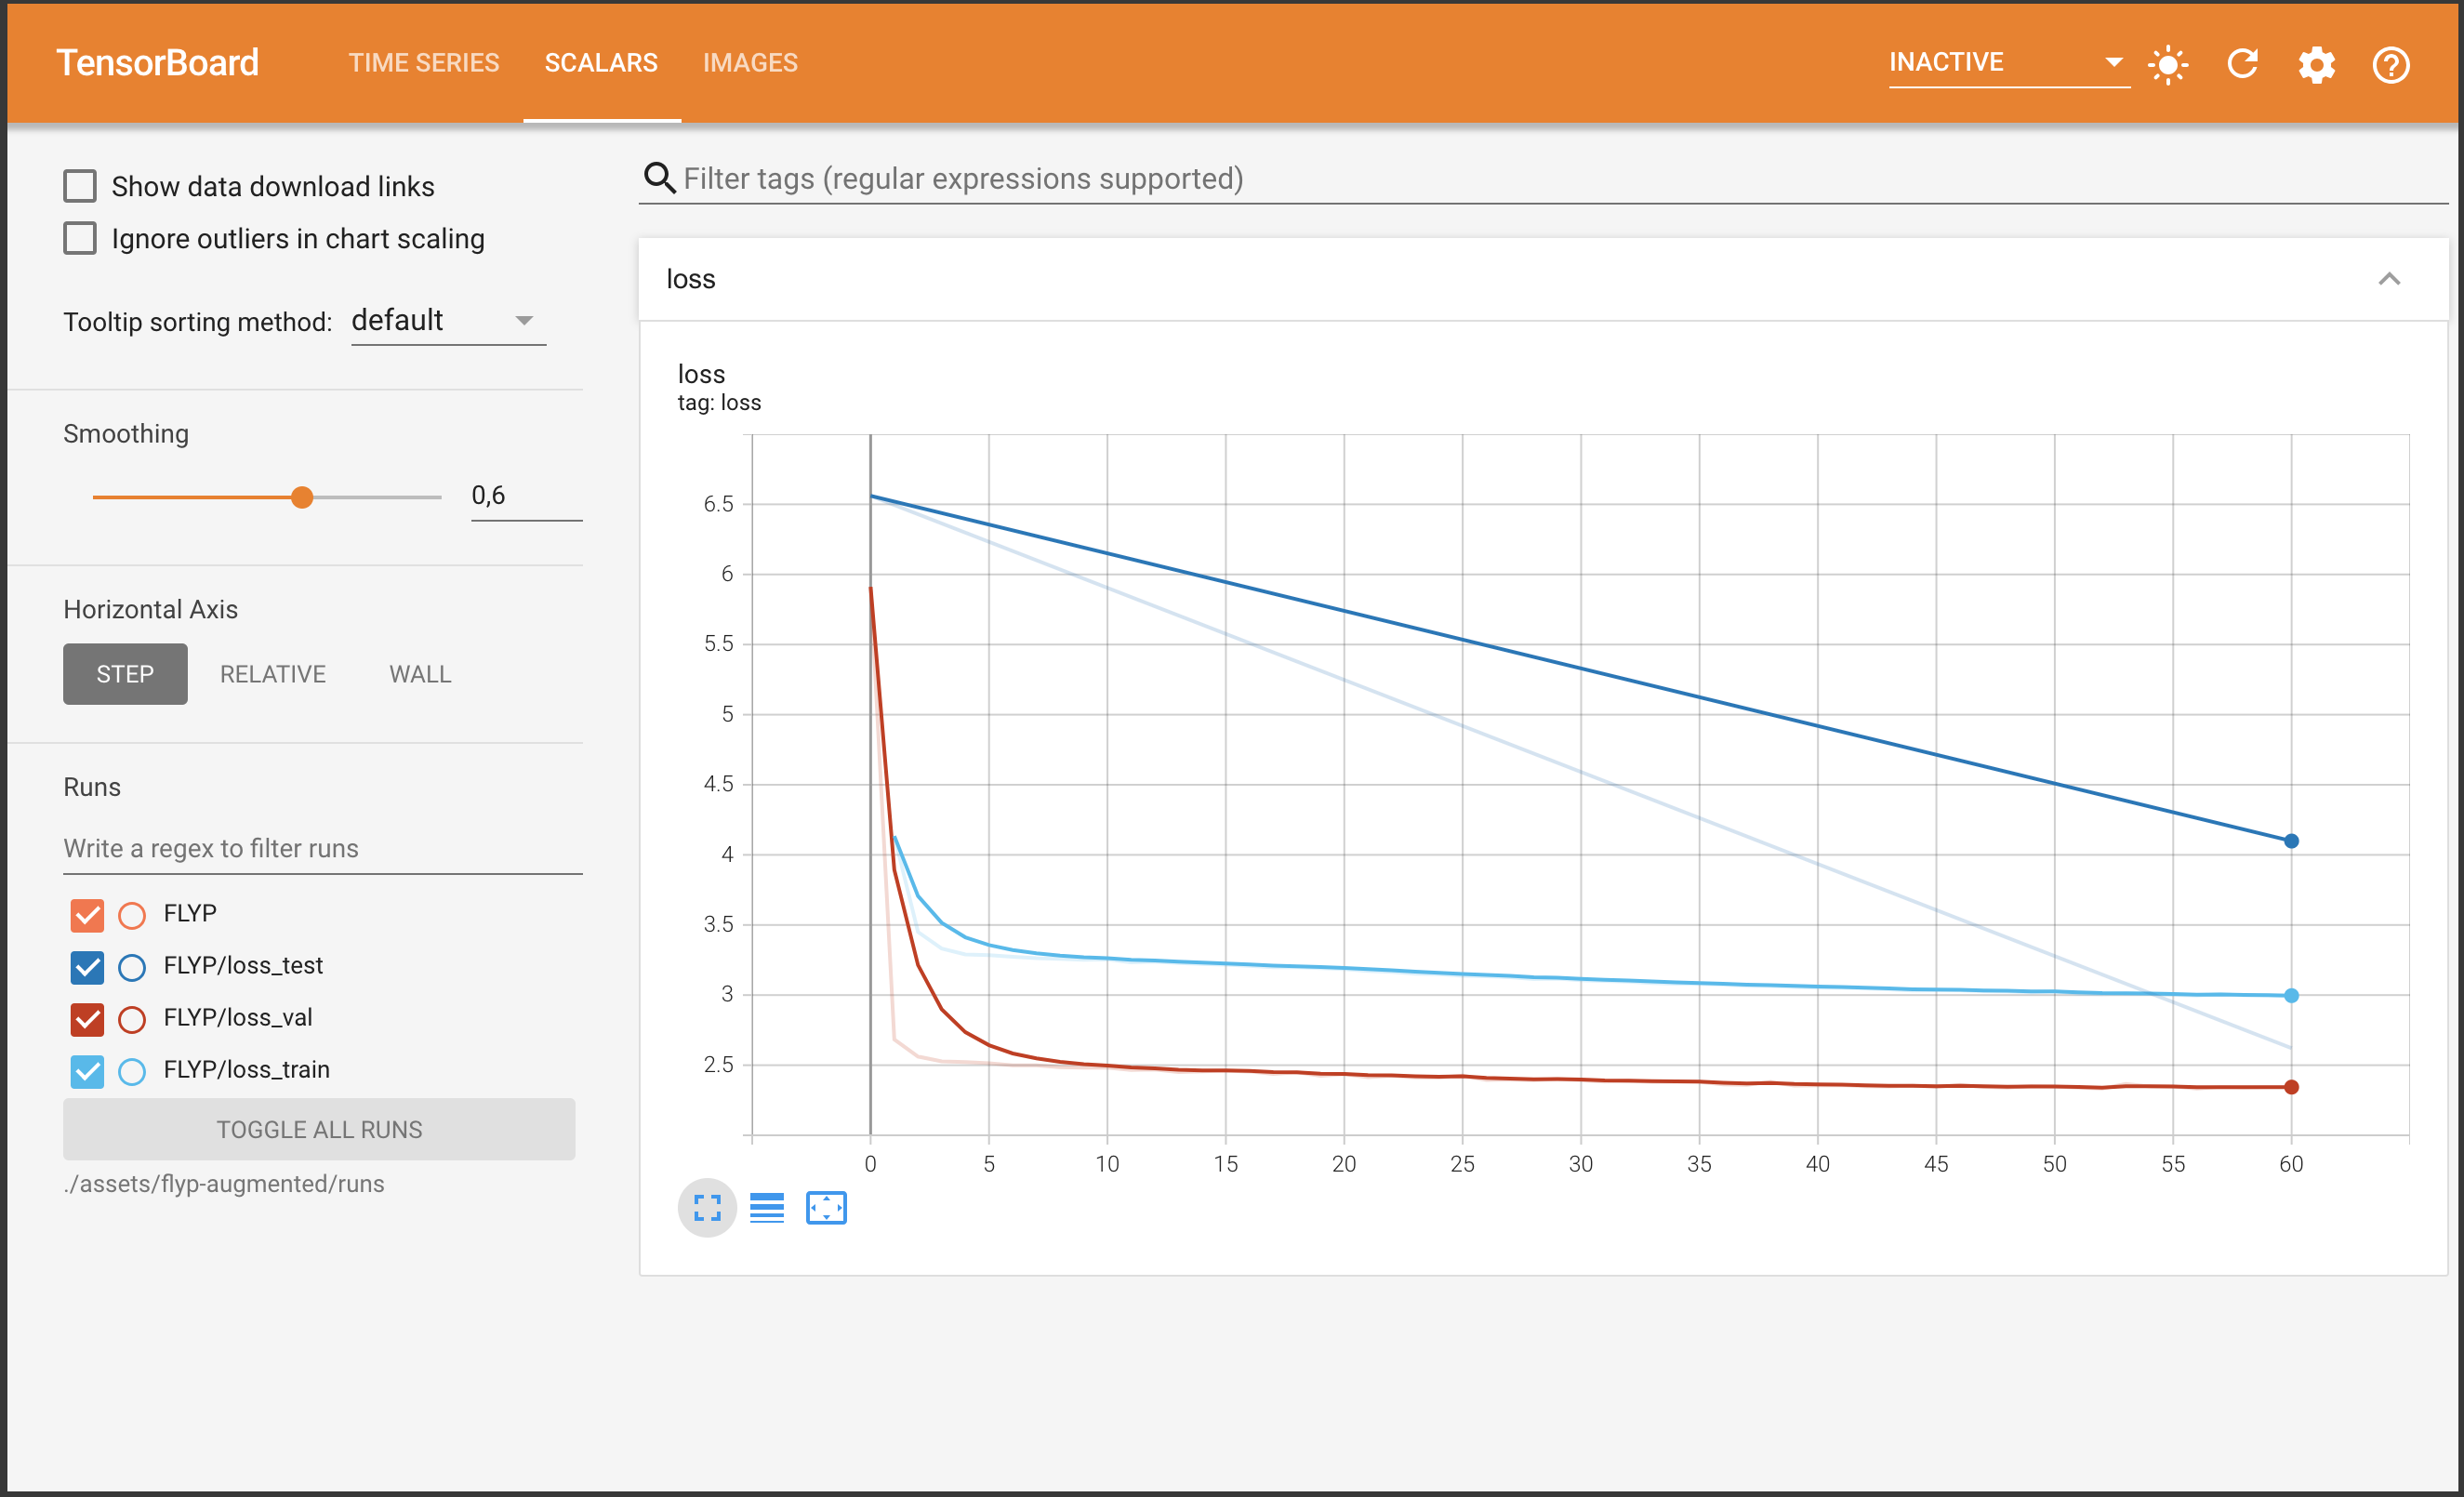 TensorBoard
TIME SERIES
SCALARS
IMAGES
INACTIVE
Show data download links
Ignore outliers in chart scaling
Tooltip sorting method: default
Smoothing
0,6
Horizontal Axis
STEP
RELATIVE
WALL
Runs
Write a regex to filter runs
FLYP
FLYP/loss_test
FLYP/loss_val
FLYP/loss_train
TOGGLE ALL RUNS
./assets/flyp-augmented/runs
Filter tags (regular expressions supported)
loss
loss
tag: loss
6.5
6
5.5
5
4.5
4
3.5
3
2.5
0 5 10 15 20 25 30 35 40 45 50 55 60